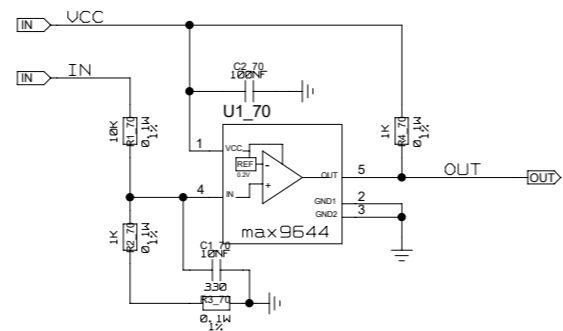 IN
VCC
IN
IN
C2_70
100NF
U1_70
10K
R1_70
0.1W
1%
1K
R4_70
0.1W
1%
1
VCC
REF
0.2V
-
+
OUT
5
OUT
OUT
4
IN
GND1
2
GND2
3
max9644
1K
R2_70
0.1W
1%
C1_70
10NF
330
R3_70
0.1W
1%